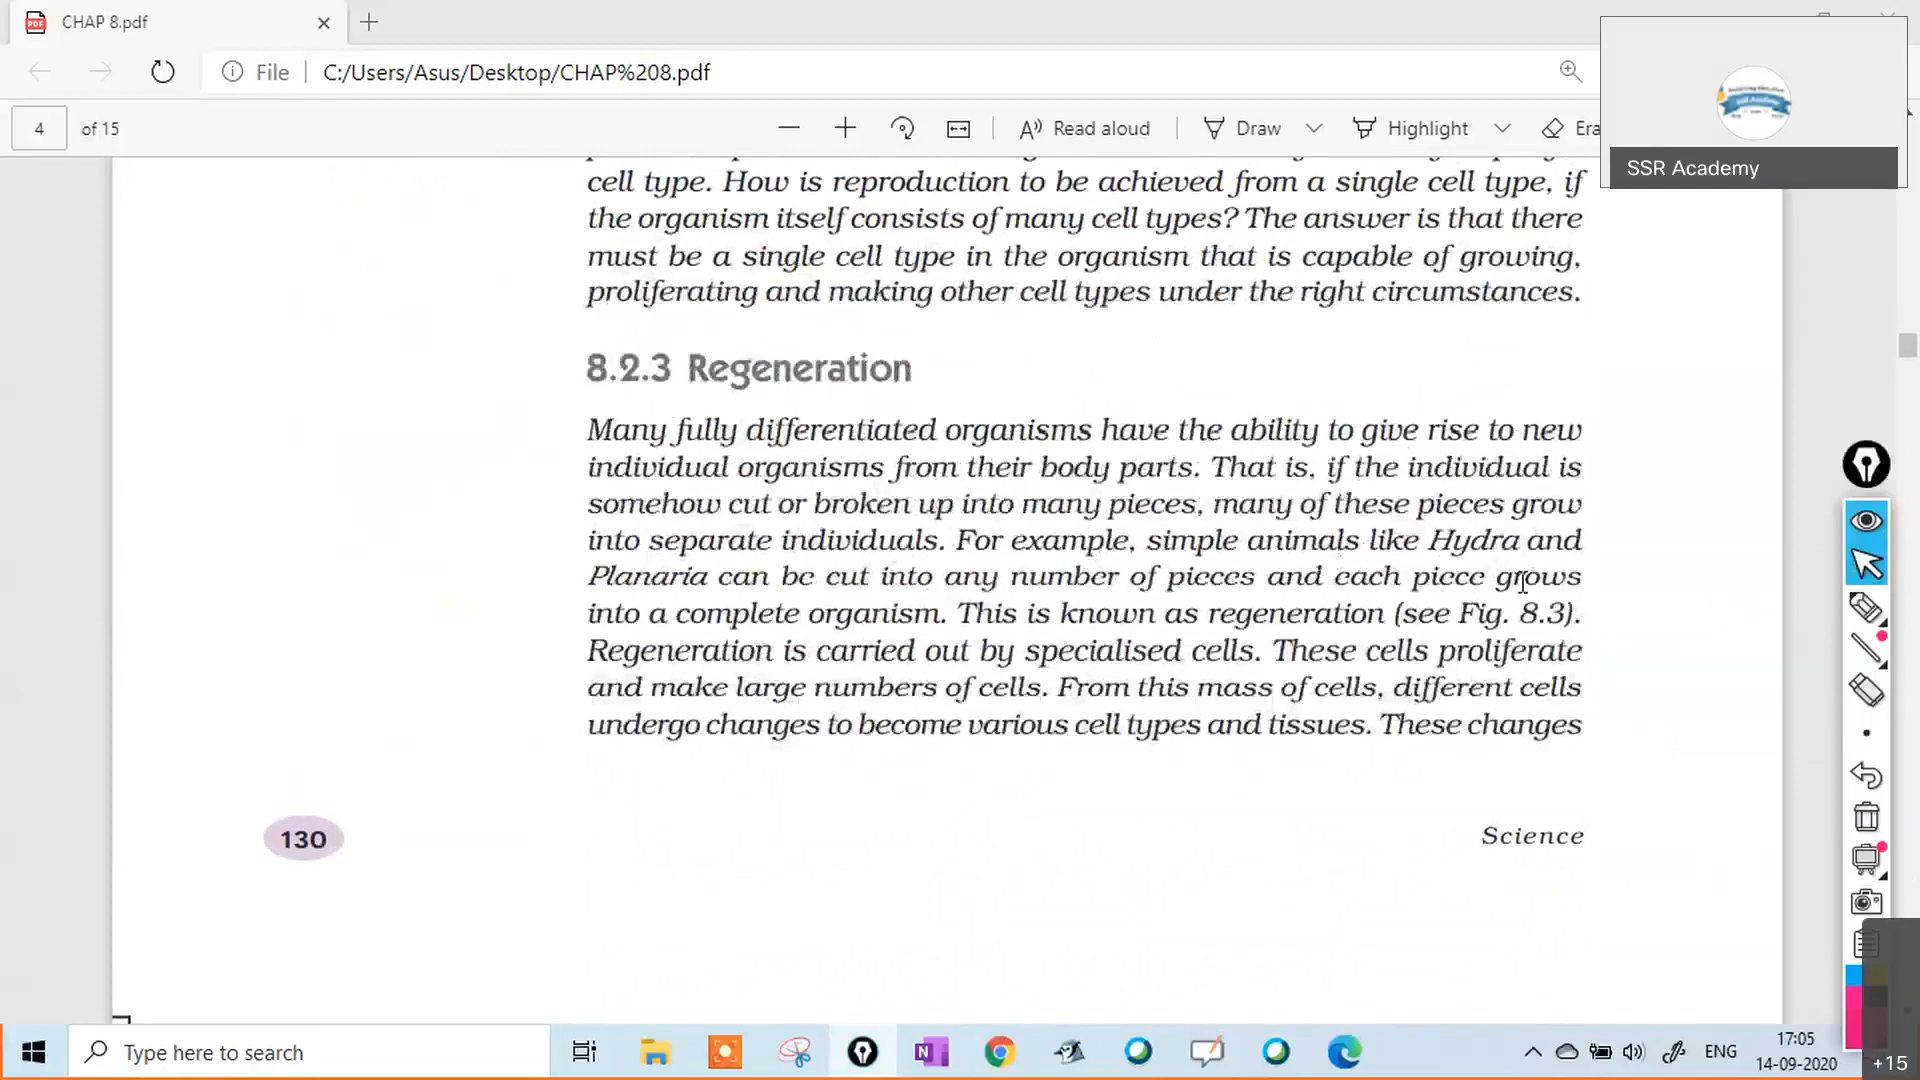 CHAP 8.pdf
File
C:/Users/Asus/Desktop/CHAP%208.pdf
4
of 15
Read aloud
Draw
Highlight
SSR Academy
cell type. How is reproduction to be achieved from a single cell type, if
the organism itself consists of many cell types? The answer is that there
must be a single cell type in the organism that is capable of growing,
proliferating and making other cell types under the right circumstances.
8.2.3 Regeneration
Many fully differentiated organisms have the ability to give rise to new
individual organisms from their body parts. That is, if the individual is
somehow cut or broken up into many pieces, many of these pieces grow
into separate individuals. For example, simple animals like Hydra and
Planaria can be cut into any number of pieces and each piece grows
into a complete organism. This is known as regeneration (see Fig. 8.3).
Regeneration is carried out by specialised cells. These cells proliferate
and make large numbers of cells. From this mass of cells, different cells
undergo changes to become various cell types and tissues. These changes
130
Science
Type here to search
ENG
17:05
14-09-2020
+15